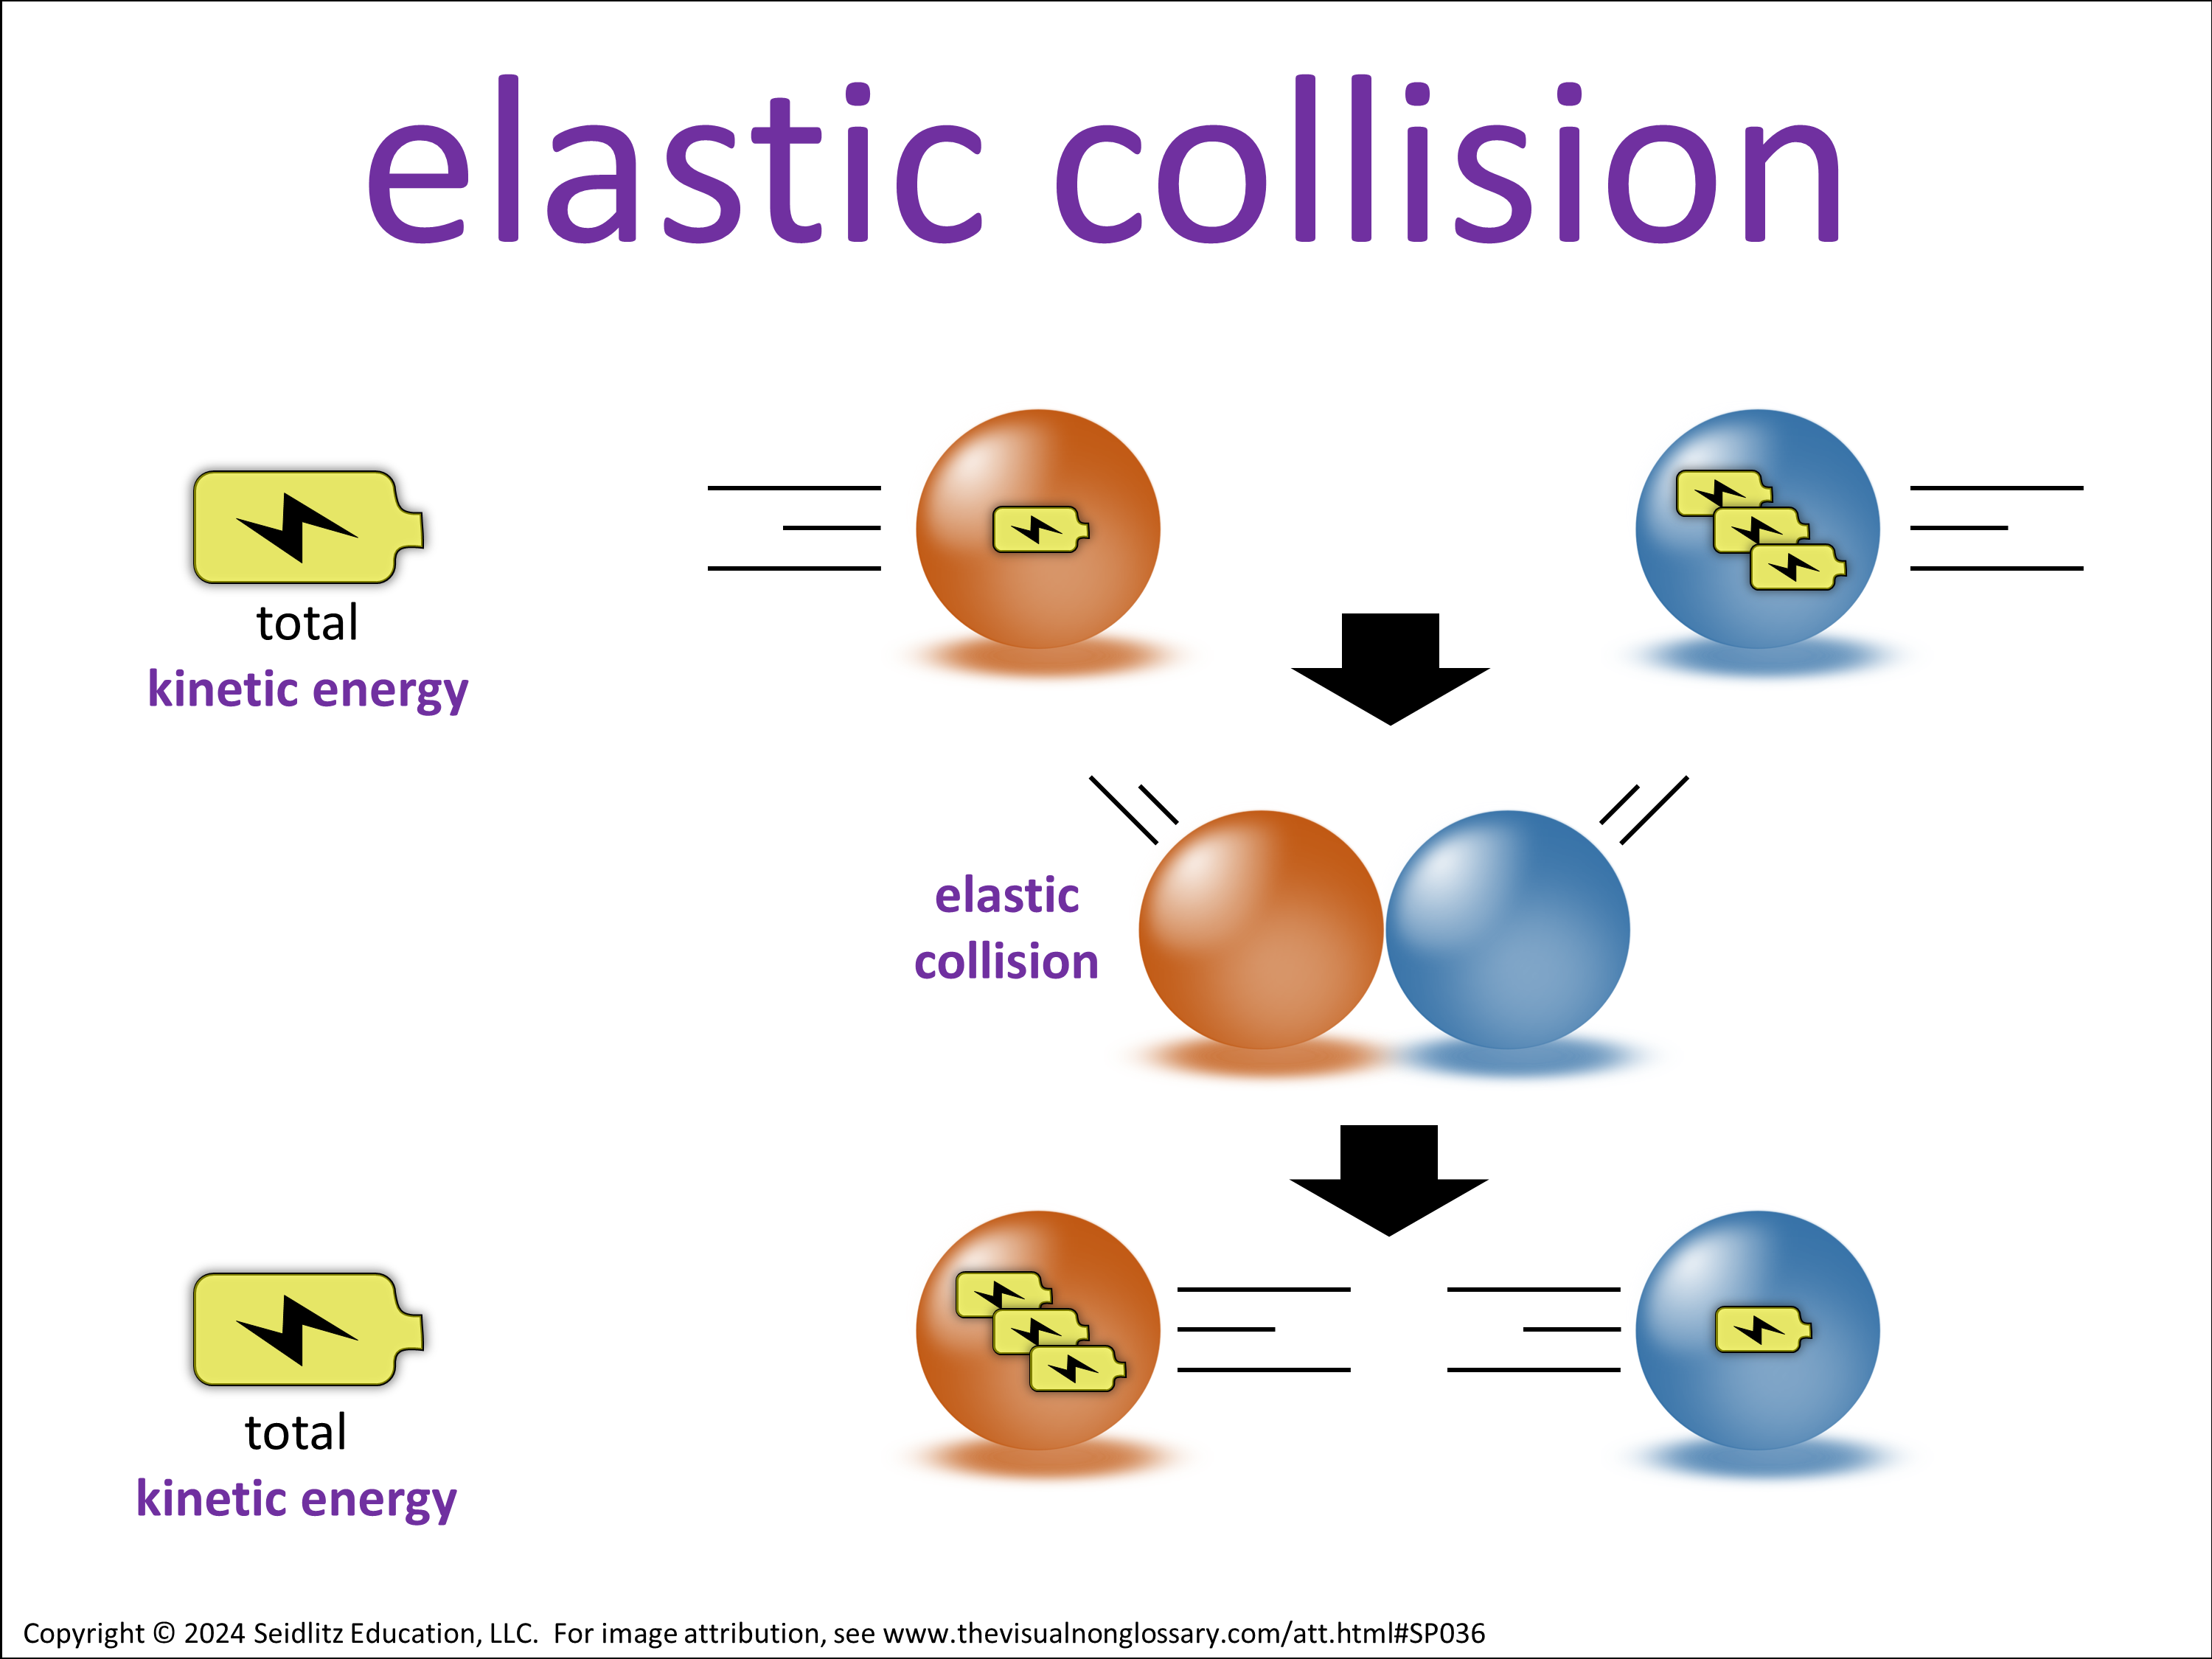 elastic collision
total
kinetic energy
elastic
collision
total
kinetic energy
Copyright © 2024 Seidlitz Education, LLC.  For image attribution, see www.thevisualnonglossary.com/att.html#SP036